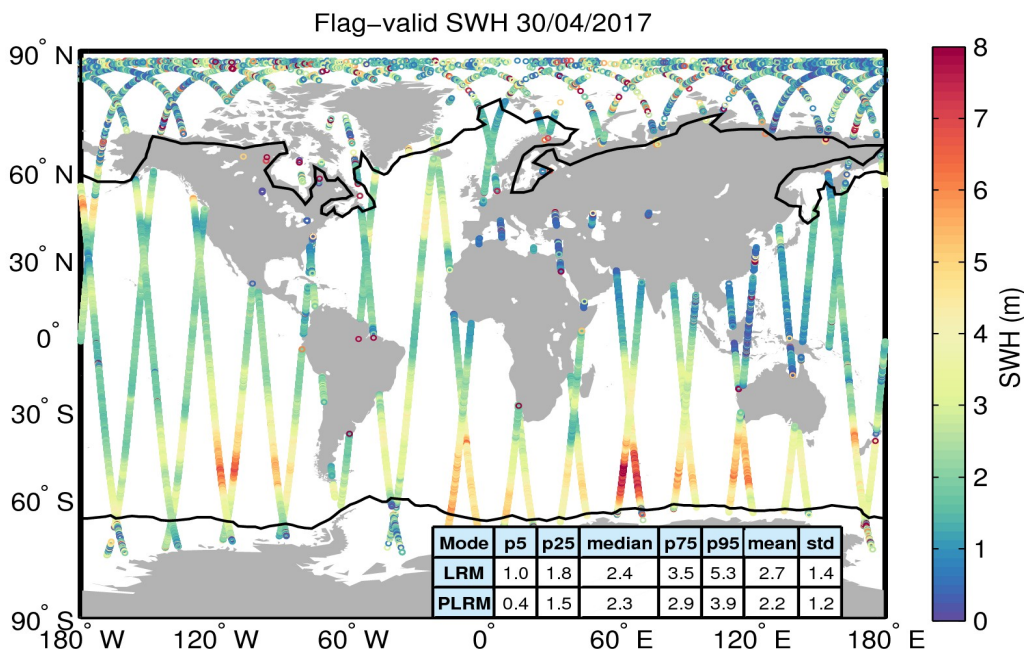 Flag−valid SWH 30/04/2017
90° N
60° N
30° N
0°
30° S
60° S
90° S
180° W
120° W
60° W
0°
60° E
120° E
180° E
Mode p5 p25 median p75 p95 mean std
LRM 1.0 1.8 2.4 3.5 5.3 2.7 1.4
PLRM 0.4 1.5 2.3 2.9 3.9 2.2 1.2
8
7
6
5
4
3
2
1
0
SWH (m)